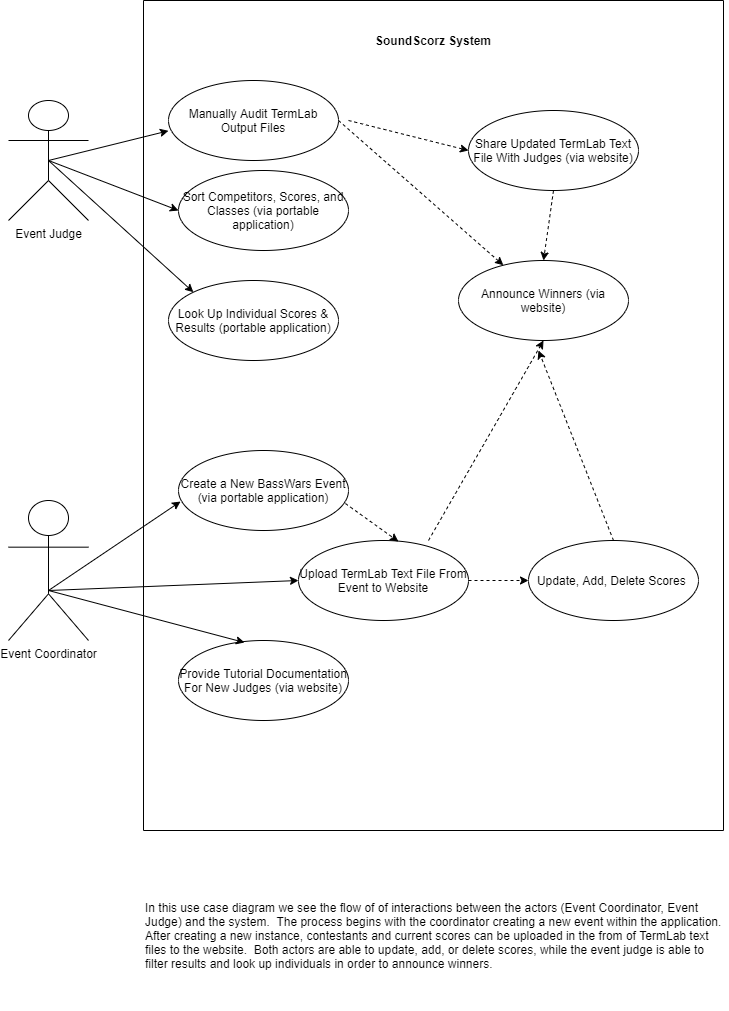 SoundScorz System
Manually Audit TermLab
Output Files
Share Updated TermLab Text
File With Judges (via website)
Sort Competitors, Scores, and
Classes (via portable
application)
Event Judge
Announce Winners (via
website)
Look Up Individual Scores &
Results (portable application)
Create a New BassWars Event
(via portable application)
Upload TermLab Text File From
Event to Website
Update, Add, Delete Scores
Event Coordinator
Provide Tutorial Documentation
For New Judges (via website)
In this use case diagram we see the flow of of interactions between the actors (Event Coordinator, Event
Judge) and the system.  The process begins with the coordinator creating a new event within the application.
After creating a new instance, contestants and current scores can be uploaded in the from of TermLab text
files to the website.  Both actors are able to update, add, or delete scores, while the event judge is able to
filter results and look up individuals in order to announce winners.